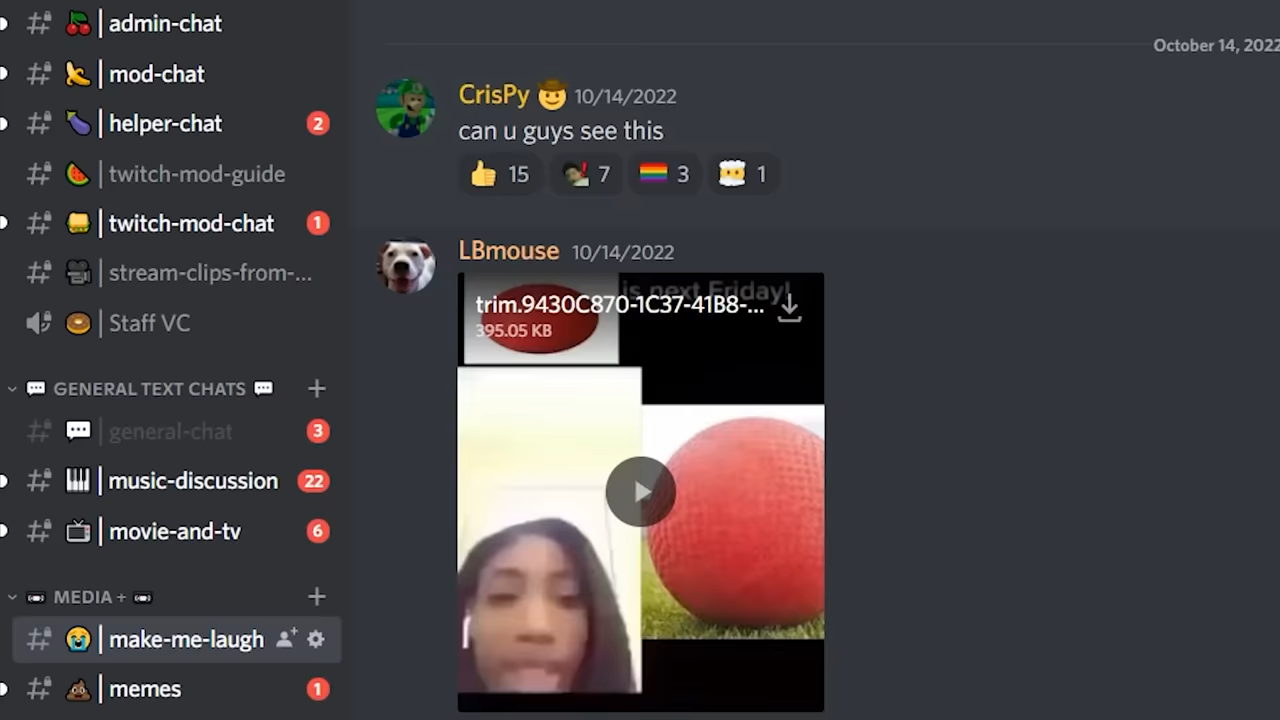 admin-chat
mod-chat
helper-chat 2
twitch-mod-guide
twitch-mod-chat 1
stream-clips-from-...
Staff VC
GENERAL TEXT CHATS
general-chat 3
music-discussion 22
movie-and-tv 6
MEDIA +
make-me-laugh
memes 1
October 14, 2022
CrisPy 10/14/2022
can u guys see this
15 7 3 1
LBmouse 10/14/2022
is next Friday!
trim.9430C870-1C37-41B8-...
395.05 KB